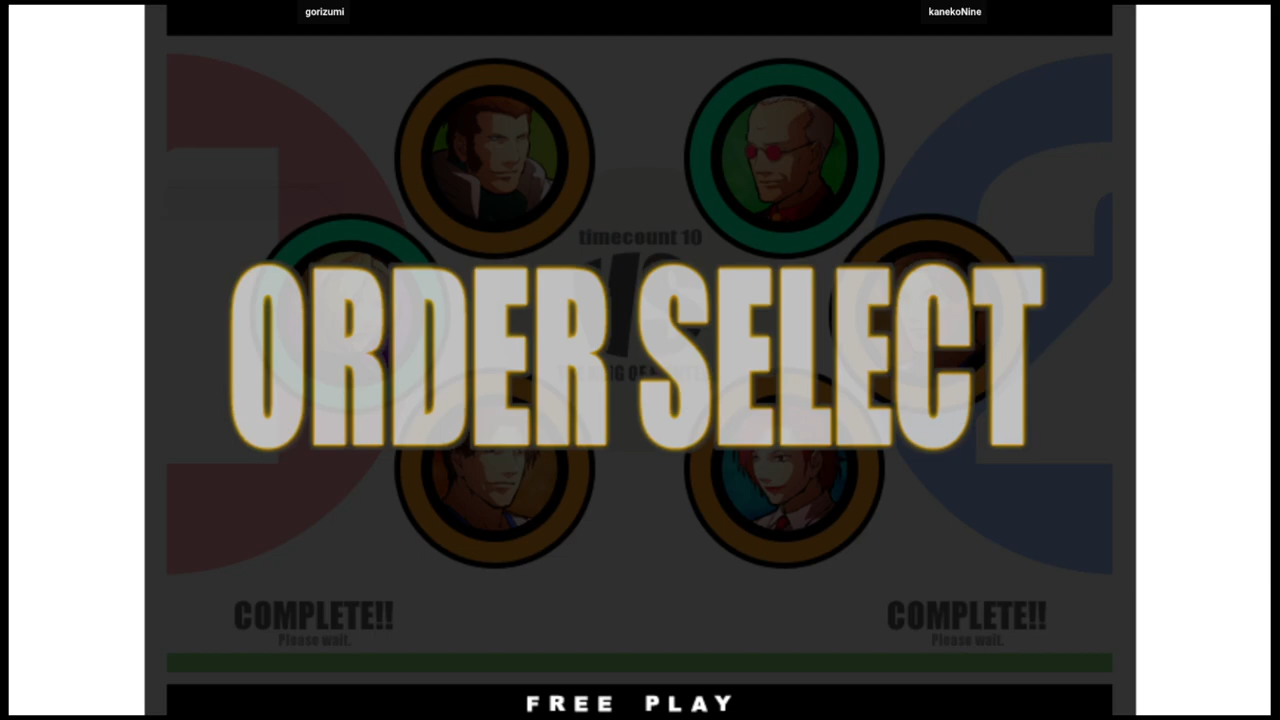 gorizumi
kanekoNine
timecount 10
ORDER SELECT
COMPLETE!!
Please wait.
COMPLETE!!
Please wait.
FREE PLAY